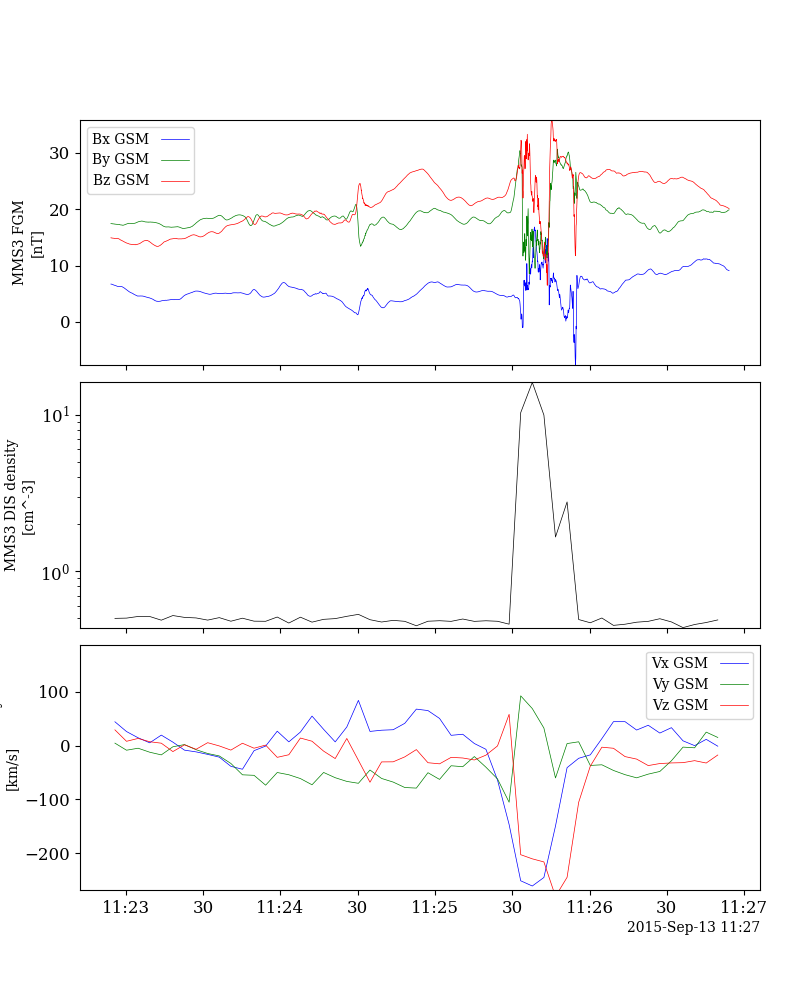 Bx GSM
By GSM
Bz GSM
30
20
10
0
MMS3 FGM
[nT]
10^1
10^0
MMS3 DIS density
[cm^-3]
Vx GSM
Vy GSM
Vz GSM
100
0
−100
−200
[km/s]
11:23
30
11:24
30
11:25
30
11:26
30
11:27
2015-Sep-13 11:27